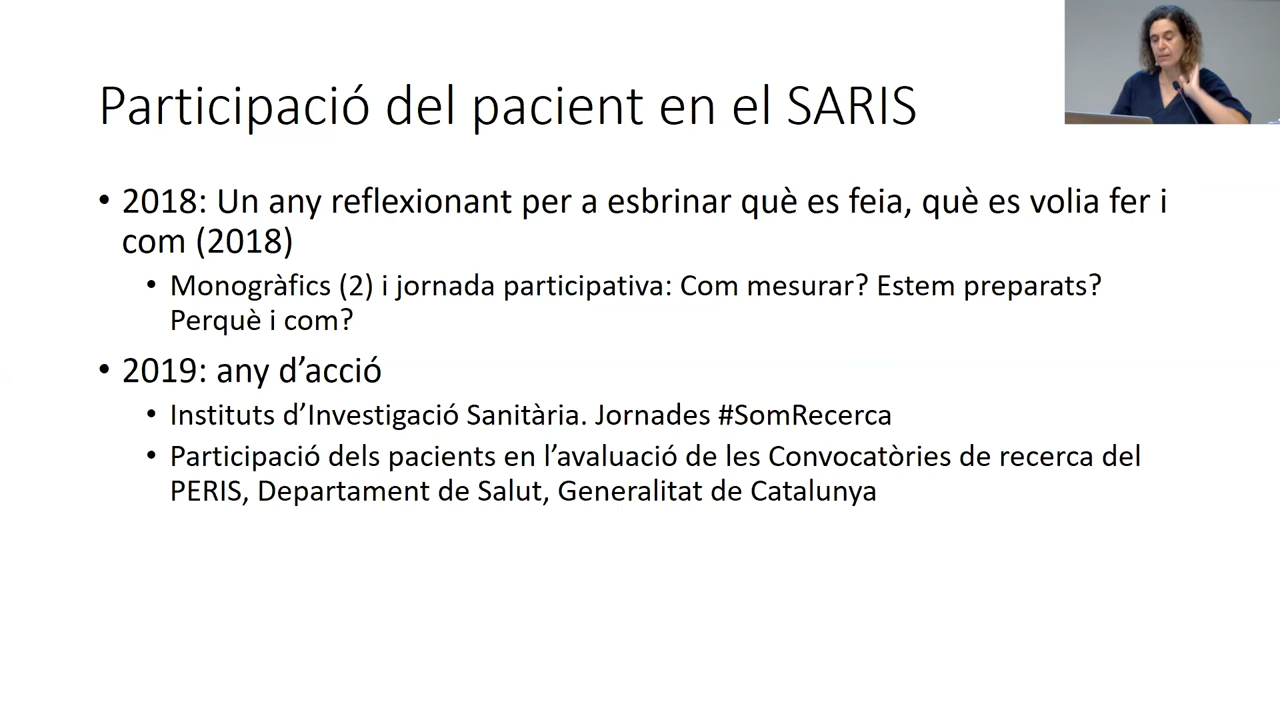 Participació del pacient en el SARIS
• 2018: Un any reflexionant per a esbrinar què es feia, què es volia fer i
com (2018)
• Monogràfics (2) i jornada participativa: Com mesurar? Estem preparats?
Perquè i com?
• 2019: any d’acció
• Instituts d’Investigació Sanitària. Jornades #SomRecerca
• Participació dels pacients en l’avaluació de les Convocatòries de recerca del
PERIS, Departament de Salut, Generalitat de Catalunya